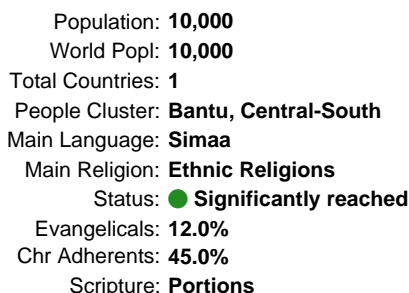 Population: 10,000
World Popl: 10,000
Total Countries: 1
People Cluster: Bantu, Central-South
Main Language: Simaa
Main Religion: Ethnic Religions
Status: Significantly reached
Evangelicals: 12.0%
Chr Adherents: 45.0%
Scripture: Portions